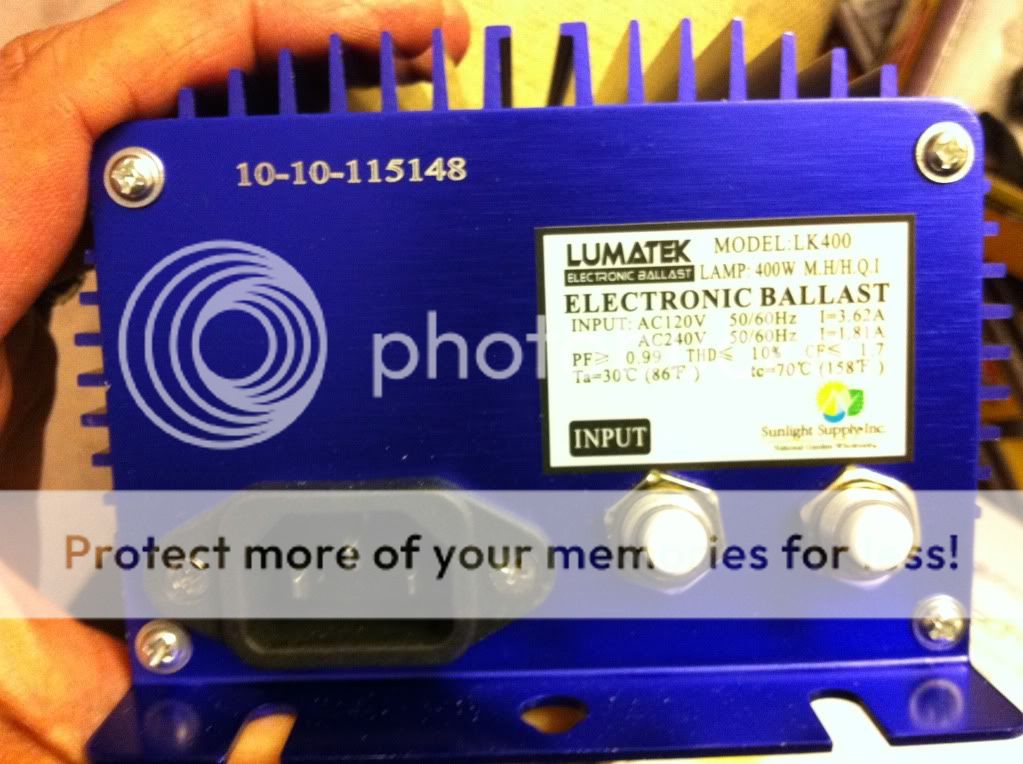 10-10-115148
LUMATEK MODEL:LK400
ELECTRONIC BALLAST LAMP: 400W M.H/H.Q.I
ELECTRONIC BALLAST
INPUT: AC120V 50/60Hz I=3.62A
AC240V 50/60Hz I=1.81A
PF≥ 0.99 THD≤ 10% CF≤ 1.7
Ta=30℃ (86℉ ) tc=70℃ (158℉ )
INPUT
Sunlight Supply, Inc.
phot
Protect more of your memories for less!